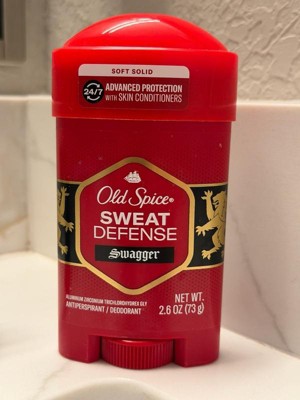 SOFT SOLID
24/7
ADVANCED PROTECTION
WITH SKIN CONDITIONERS
Old Spice®
SWEAT
DEFENSE
Swagger
ALUMINUM ZIRCONIUM TRICHLOROHYDREX GLY
ANTIPERSPIRANT / DEODORANT
NET WT.
2.6 OZ (73 g)